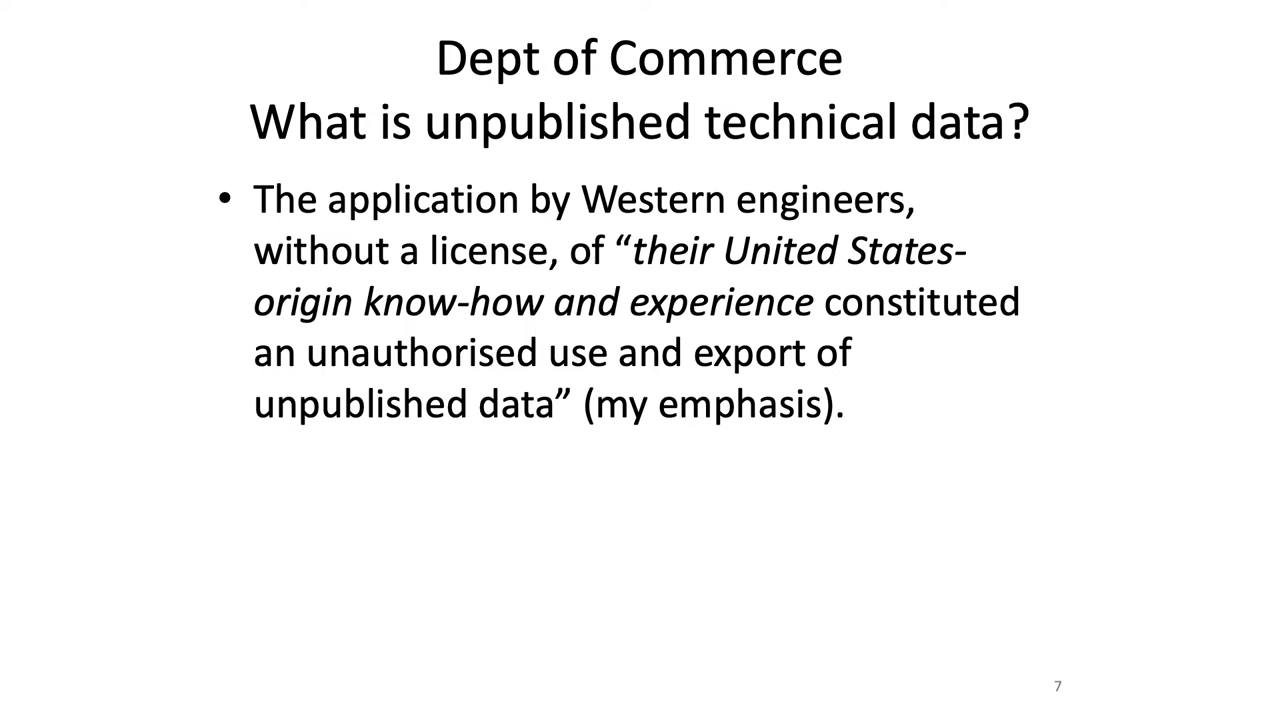 Dept of Commerce
What is unpublished technical data?
• The application by Western engineers,
without a license, of “their United States-
origin know-how and experience constituted
an unauthorised use and export of
unpublished data” (my emphasis).
7